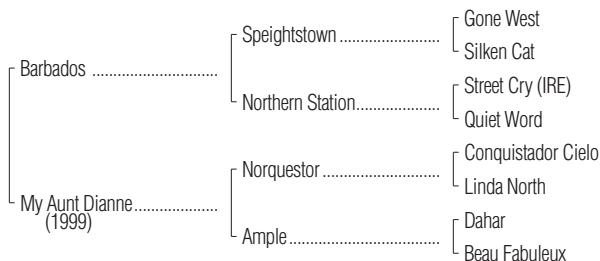 Gone West
Speightstown ....................
Silken Cat
Barbados ..........................
Street Cry (IRE)
Northern Station................
Quiet Word
Conquistador Cielo
Norquestor ........................
Linda North
My Aunt Dianne.................
(1999)
Dahar
Ample................................
Beau Fabuleux